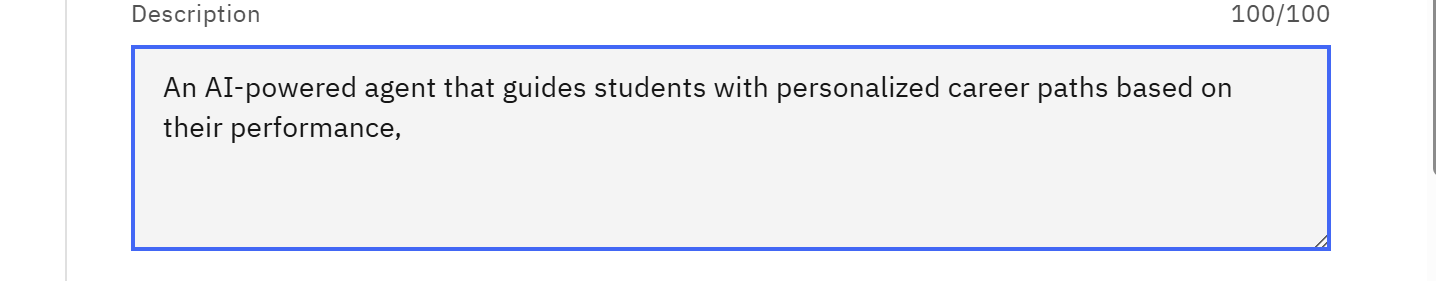 Description 100/100
An AI-powered agent that guides students with personalized career paths based on
their performance,